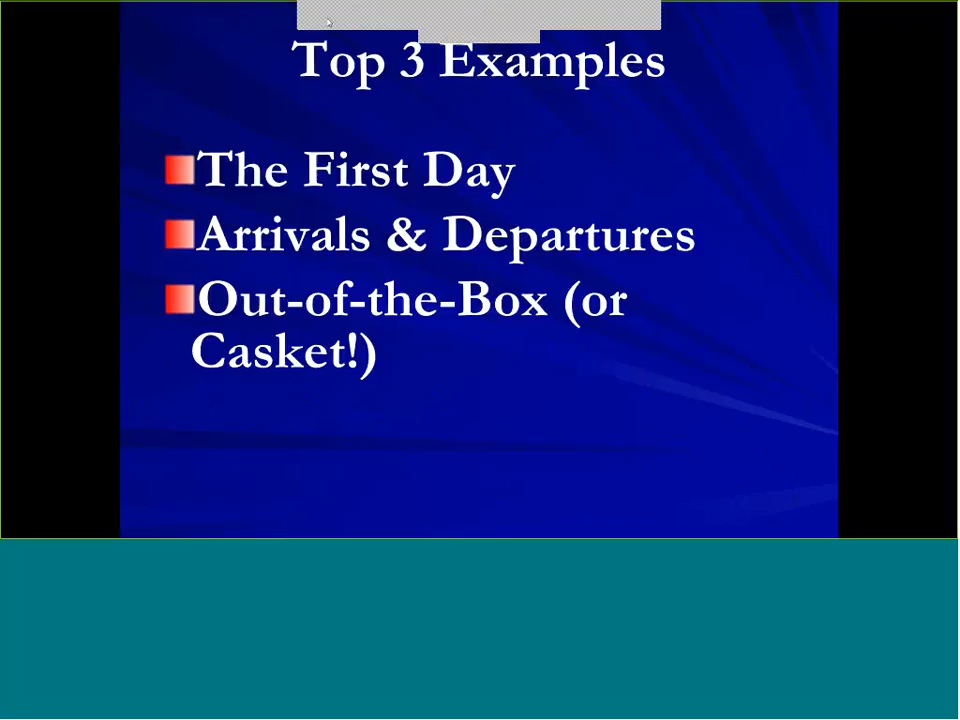 Top 3 Examples
The First Day
Arrivals & Departures
Out-of-the-Box (or
Casket!)